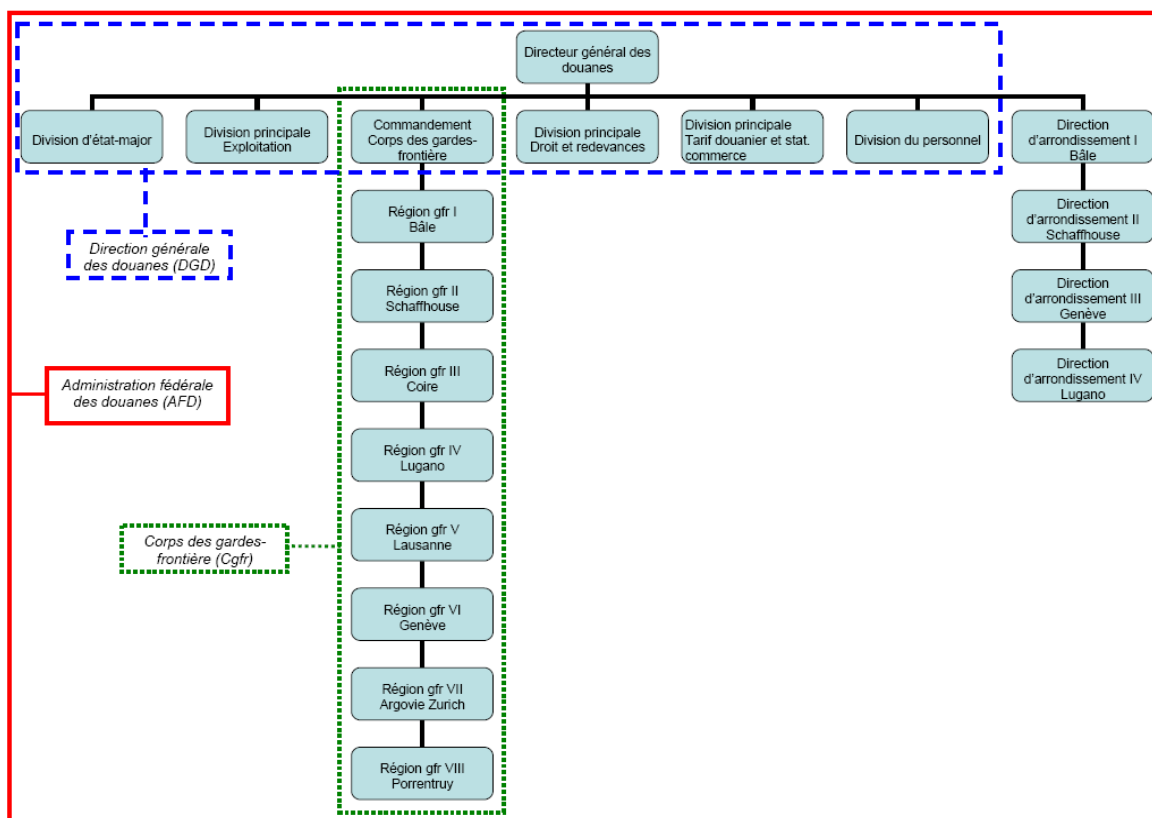 Directeur général des
douanes
Division d'état-major
Division principale
Exploitation
Commandement
Corps des gardes-
frontière
Division principale
Droit et redevances
Division principale
Tarif douanier et stat.
commerce
Division du personnel
Direction
d'arrondissement I
Bâle
Région gfr I
Bâle
Direction
d'arrondissement II
Schaffhouse
Direction générale
des douanes (DGD)
Région gfr II
Schaffhouse
Direction
d'arrondissement III
Genève
Région gfr III
Coire
Direction
d'arrondissement IV
Lugano
Administration fédérale
des douanes (AFD)
Région gfr IV
Lugano
Région gfr V
Lausanne
Corps des gardes-
frontière (Cgfr)
Région gfr VI
Genève
Région gfr VII
Argovie Zurich
Région gfr VIII
Porrentruy